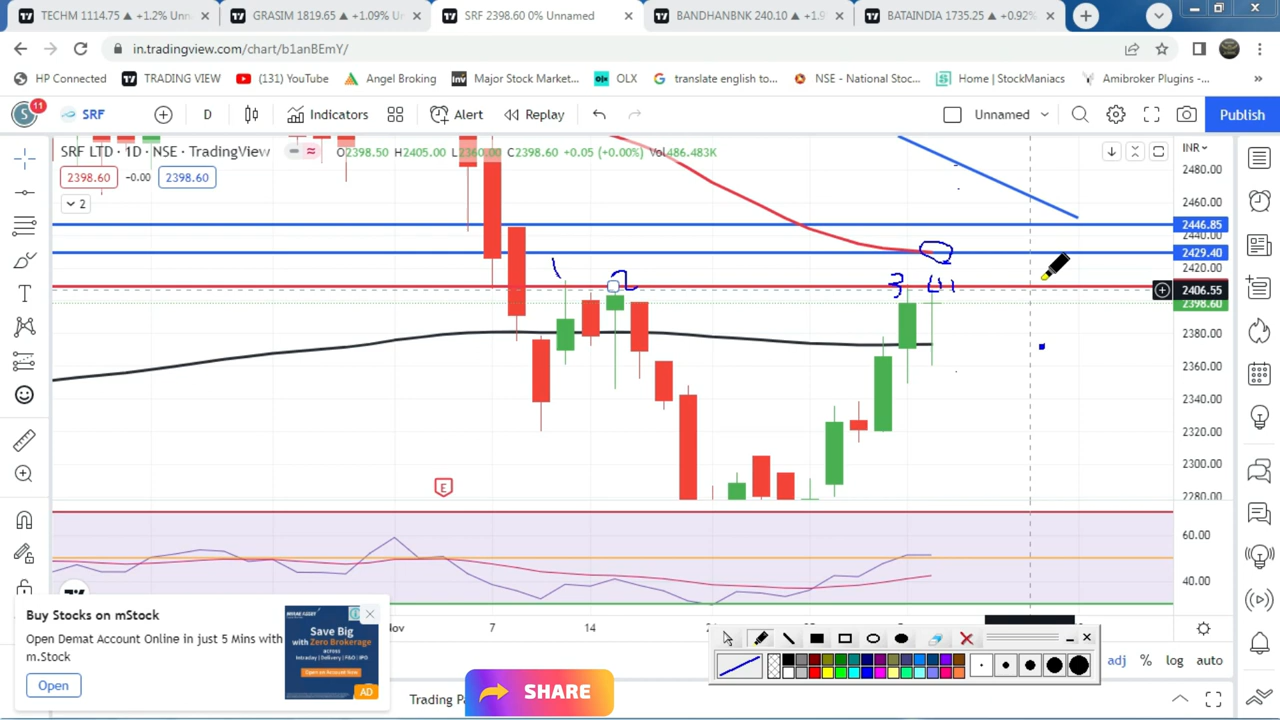 TECHM 1114.75 ▲ +1.2% Unn
GRASIM 1819.65 ▲ +1.09% U
SRF 2398.60 0% Unnamed
BANDHANBNK 240.10 ▲ +1.9
BATAINDIA 1735.25 ▲ +0.92%
in.tradingview.com/chart/b1anBEmY/
HP Connected
TRADING VIEW
(131) YouTube
Angel Broking
Major Stock Market...
OLX
translate english to...
NSE - National Stoc...
Home | StockManiacs
Amibroker Plugins -...
»
S 11
SRF
D
Indicators
Alert
Replay
Unnamed
Publish
SRF LTD · 1D · NSE · TradingView
O2398.50 H2405.00 L2360.00 C2398.60 +0.05 (+0.00%) Vol486.483K
INR
2398.60 -0.00 2398.60
2
2480.00
2460.00
2446.85
2440.00
2429.40
2420.00
2406.55
2398.60
2380.00
2360.00
2340.00
2320.00
2300.00
2280.00
1
2
3
E
60.00
40.00
Buy Stocks on mStock
Open Demat Account Online in just 5 Mins with
m.Stock
Open
Save Big
with Zero Brokerage
AD
7
14
adj % log auto
Trading Pa
SHARE